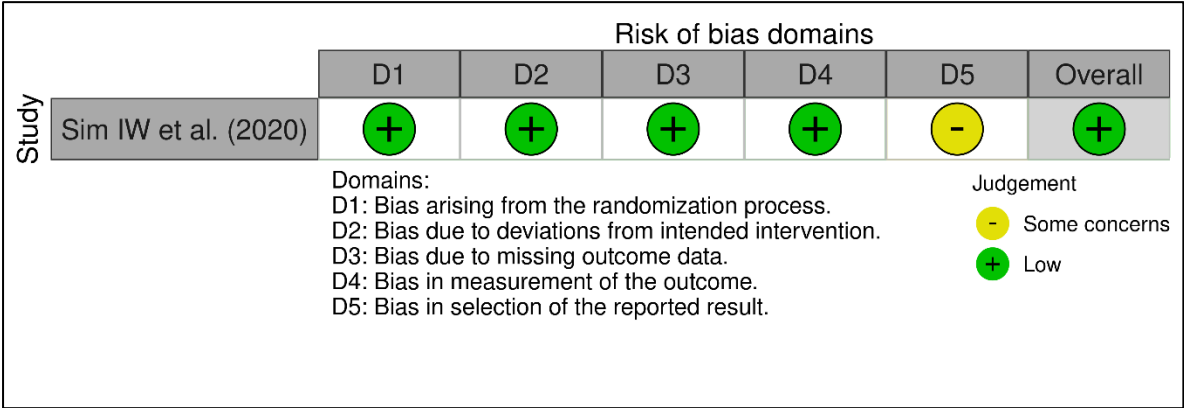 Risk of bias domains
D1 D2 D3 D4 D5 Overall
Study
Sim IW et al. (2020) + + + + - +
Domains:
D1: Bias arising from the randomization process.
D2: Bias due to deviations from intended intervention.
D3: Bias due to missing outcome data.
D4: Bias in measurement of the outcome.
D5: Bias in selection of the reported result.
Judgement
- Some concerns
+ Low